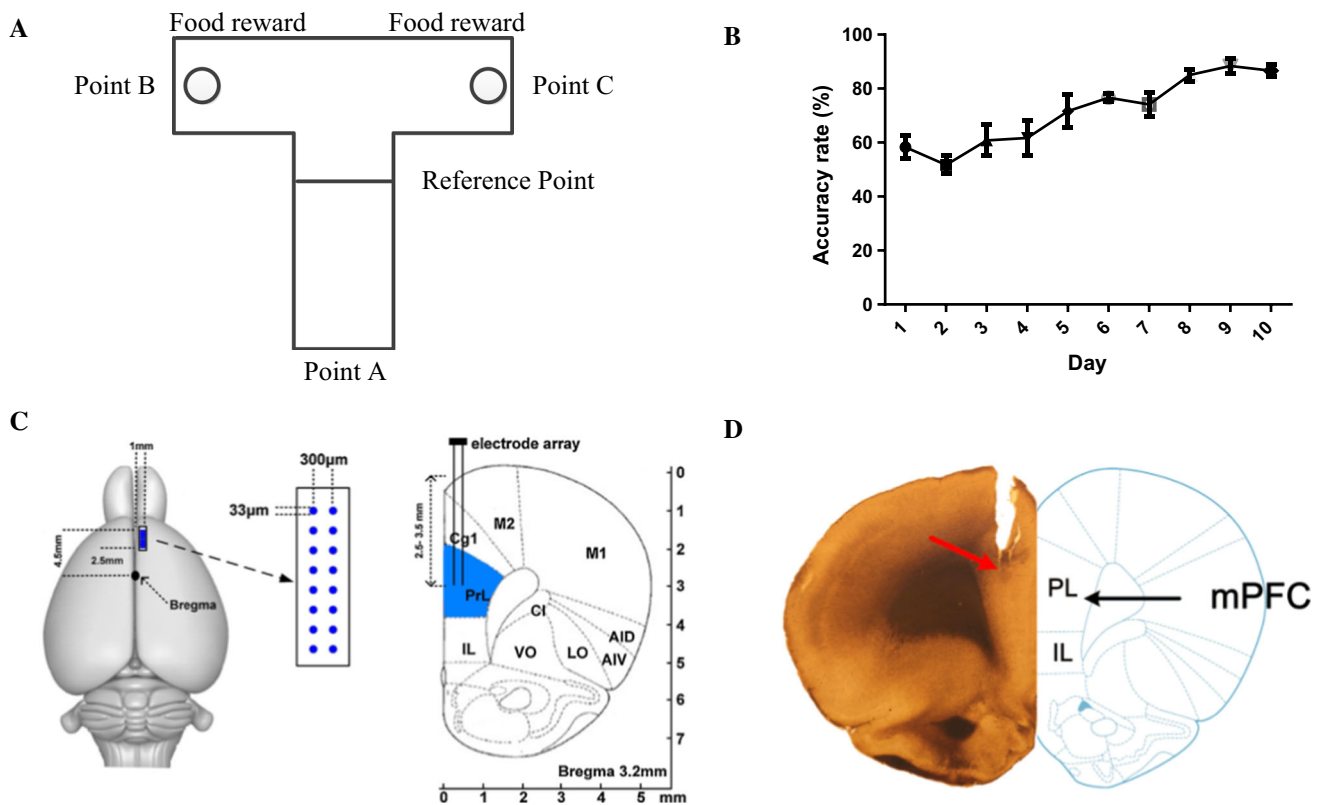 A
Food reward Food reward
Point B
Point C
Reference Point
Point A
B
100
80
60
40
20
0
Accuracy rate (%)
1 2 3 4 5 6 7 8 9 10
Day
C
1mm
4.5mm
2.5mm
Bregma
300µm
33µm
electrode array
2.5- 3.5 mm
M2
Cg1
M1
PrL
Cl
AID
IL VO LO AIV
0
1
2
3
4
5
6
7
Bregma 3.2mm
0 1 2 3 4 5 mm
D
PL
mPFC
IL